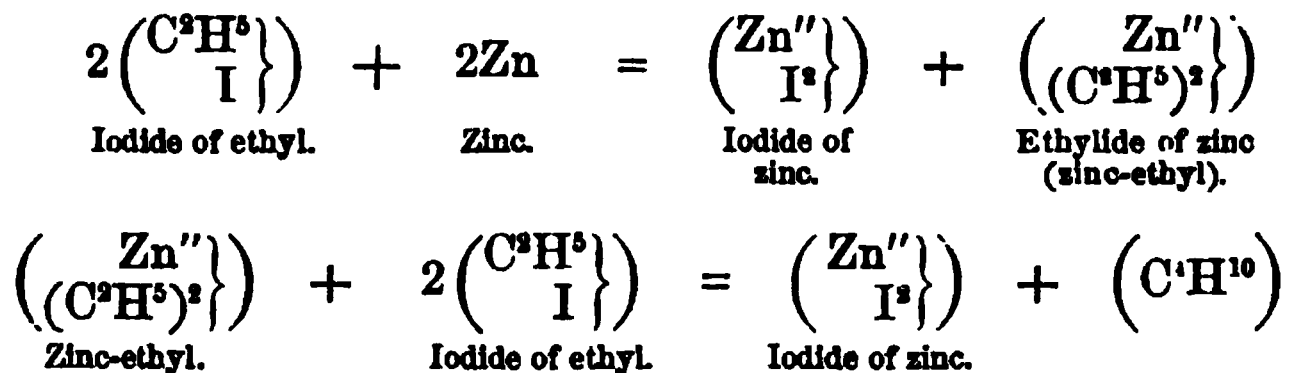 2(C²H⁵ / I}) + 2Zn = (Zn″ / I²}) + (Zn″ / (C²H⁵)²})
Iodide of ethyl. Zinc. Iodide of zinc. Ethylide of zinc (zinc-ethyl).
(Zn″ / (C²H⁵)²}) + 2(C²H⁵ / I}) = (Zn″ / I²}) + (C⁴H¹⁰)
Zinc-ethyl. Iodide of ethyl. Iodide of zinc.